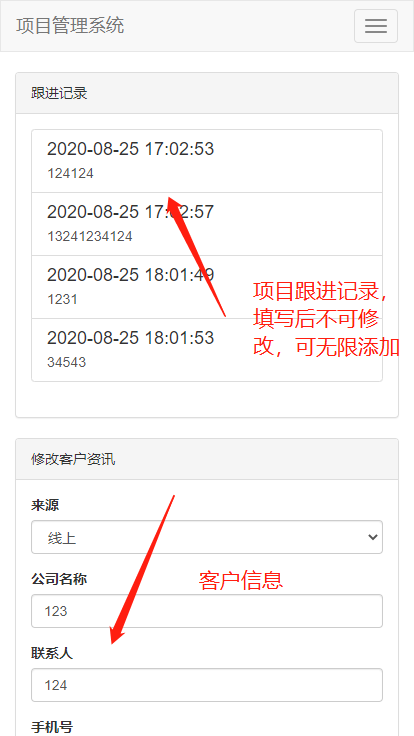 项目管理系统
跟进记录
2020-08-25 17:02:53
124124
2020-08-25 17:02:57
13241234124
2020-08-25 18:01:49
1231
2020-08-25 18:01:53
34543
项目跟进记录，
填写后不可修
改，可无限添加
修改客户资讯
来源
线上
公司名称
123
客户信息
联系人
124
手机号